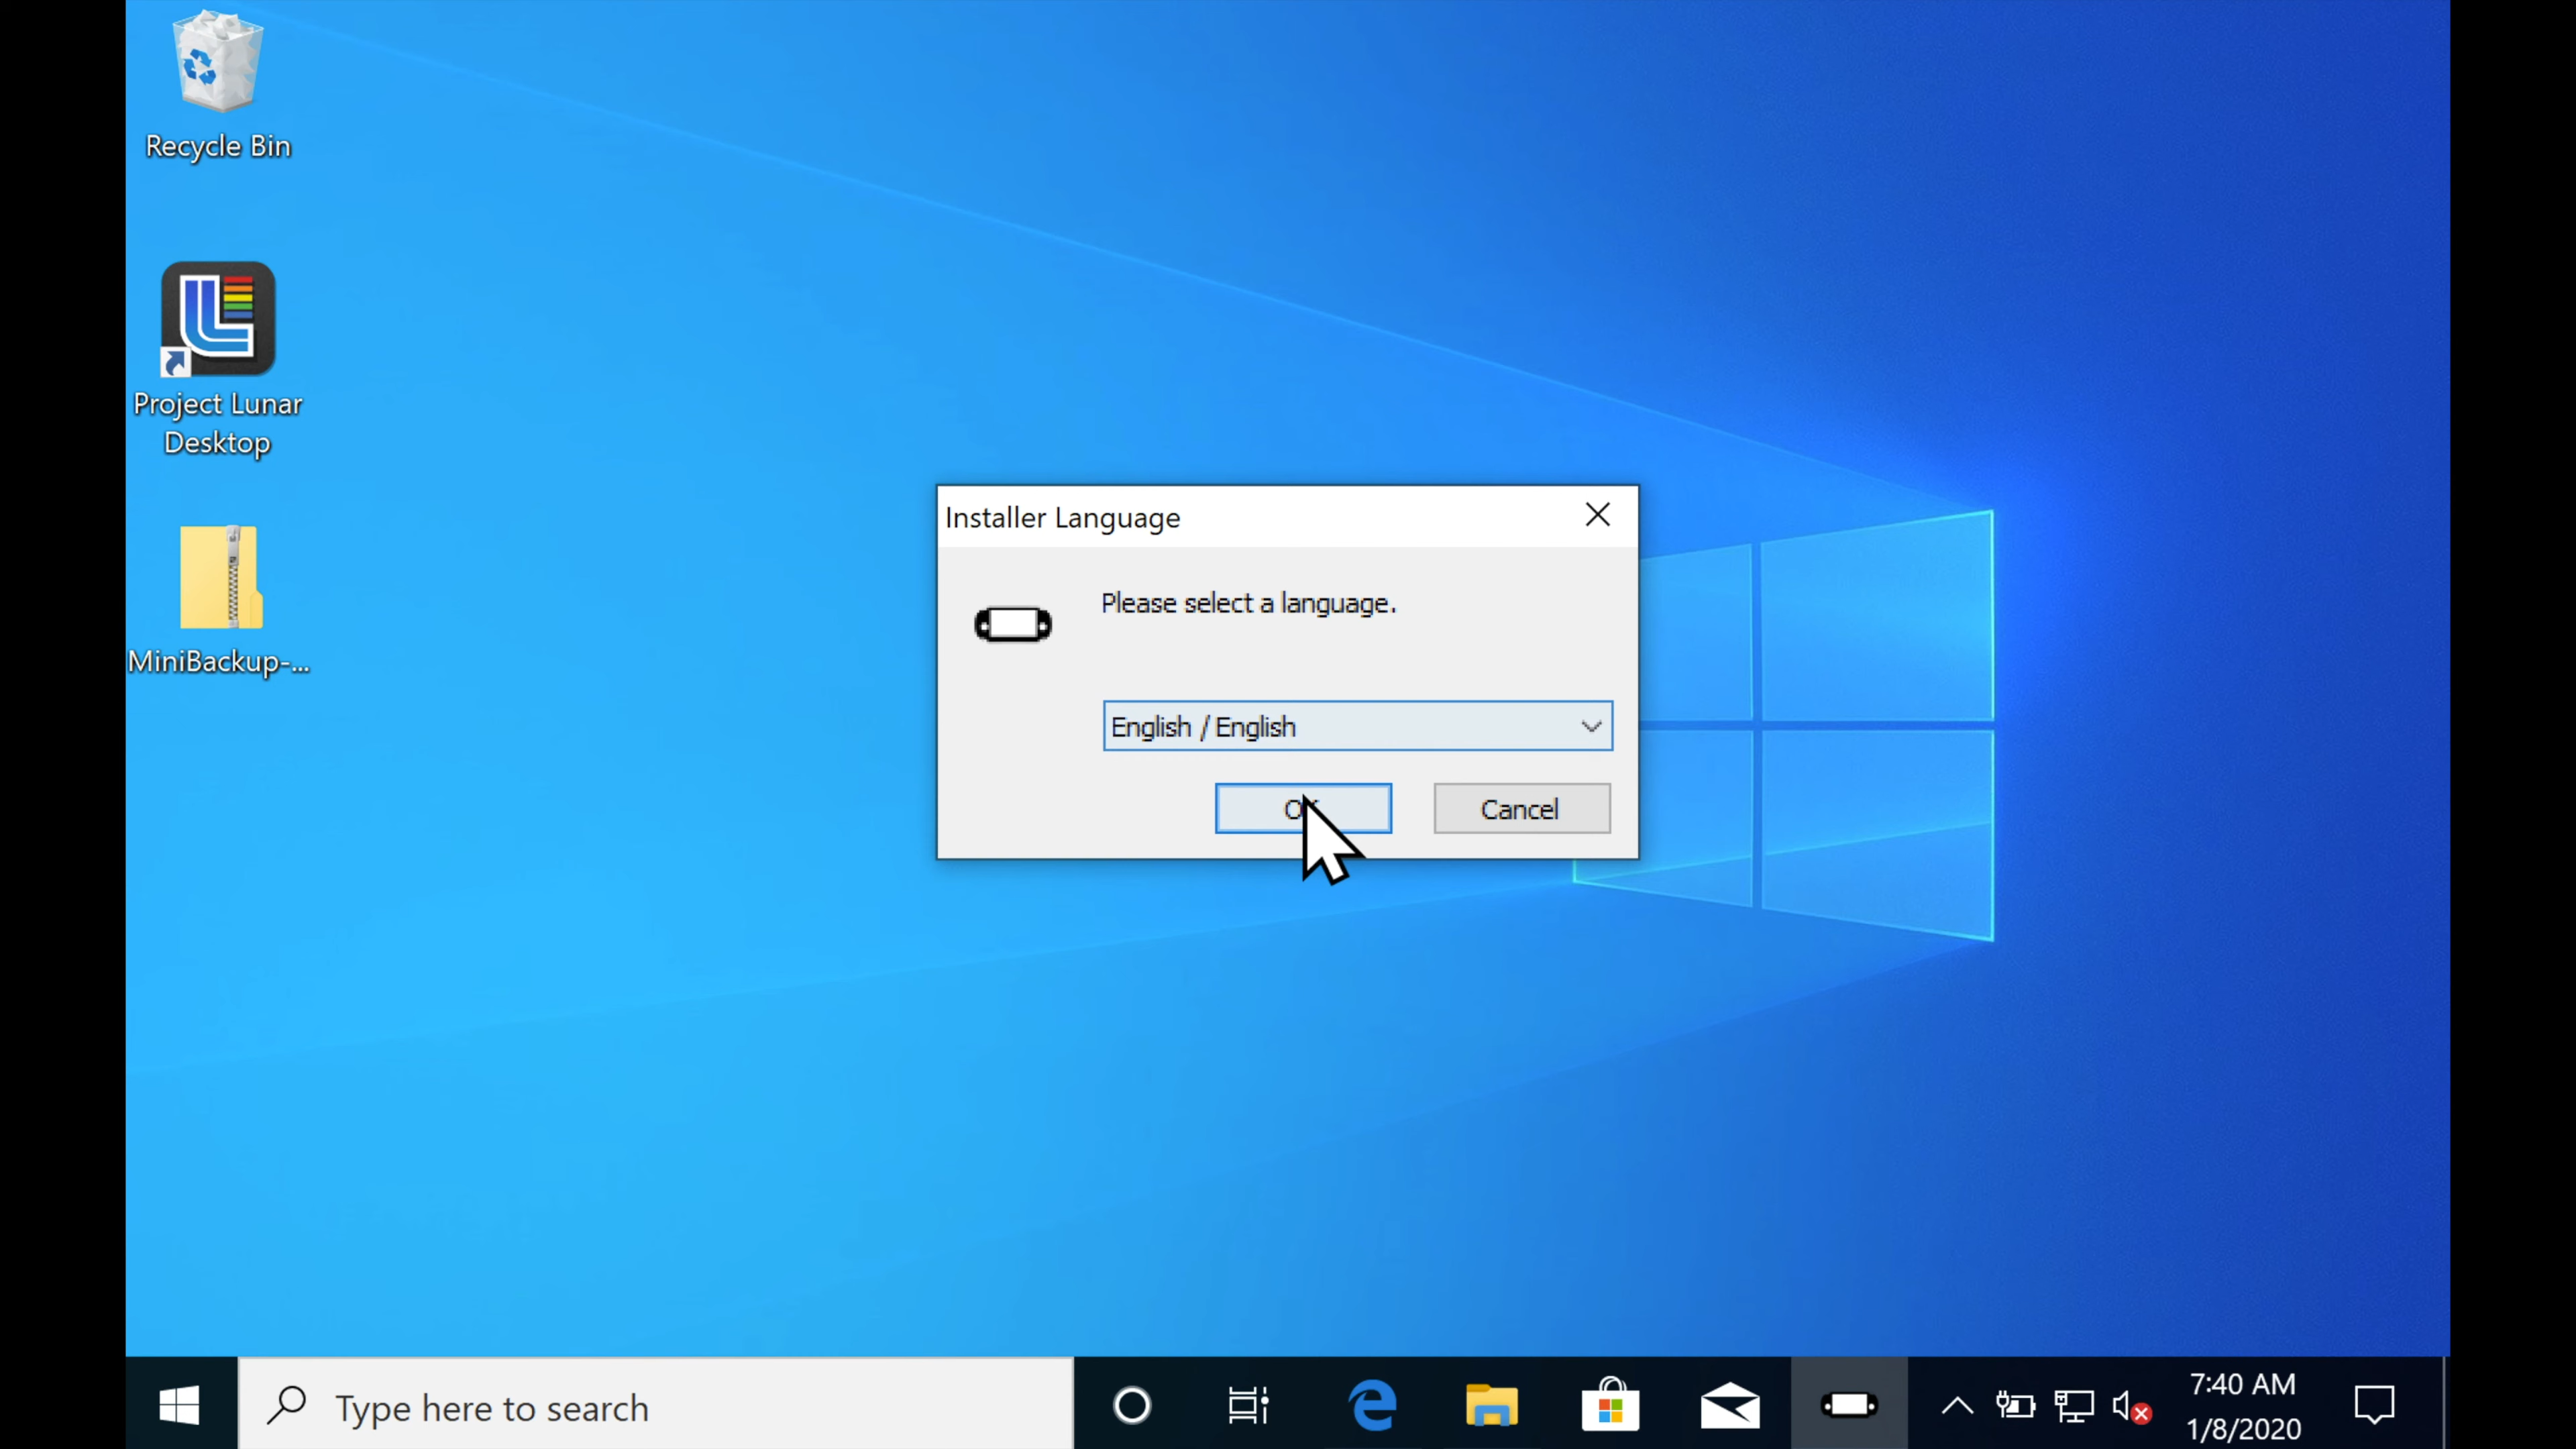 Recycle Bin
Project Lunar
Desktop
MiniBackup-...
Installer Language
Please select a language.
English / English
Cancel
Type here to search
7:40 AM
1/8/2020